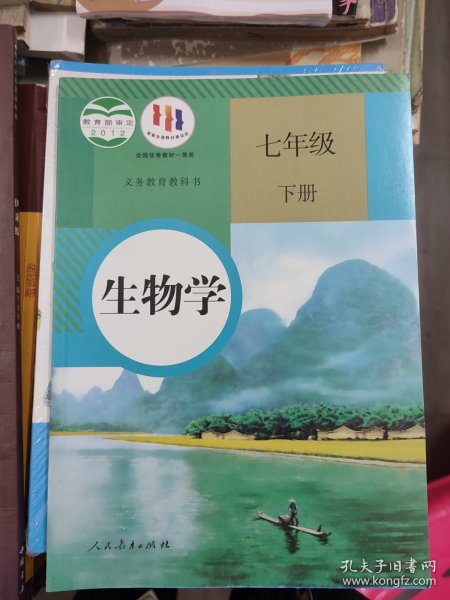 教育部审定
2012
全国优秀教材一等奖
七年级
下册
义务教育教科书
生物学
人民教育出版社
孔夫子旧书网
www.kongfz.com